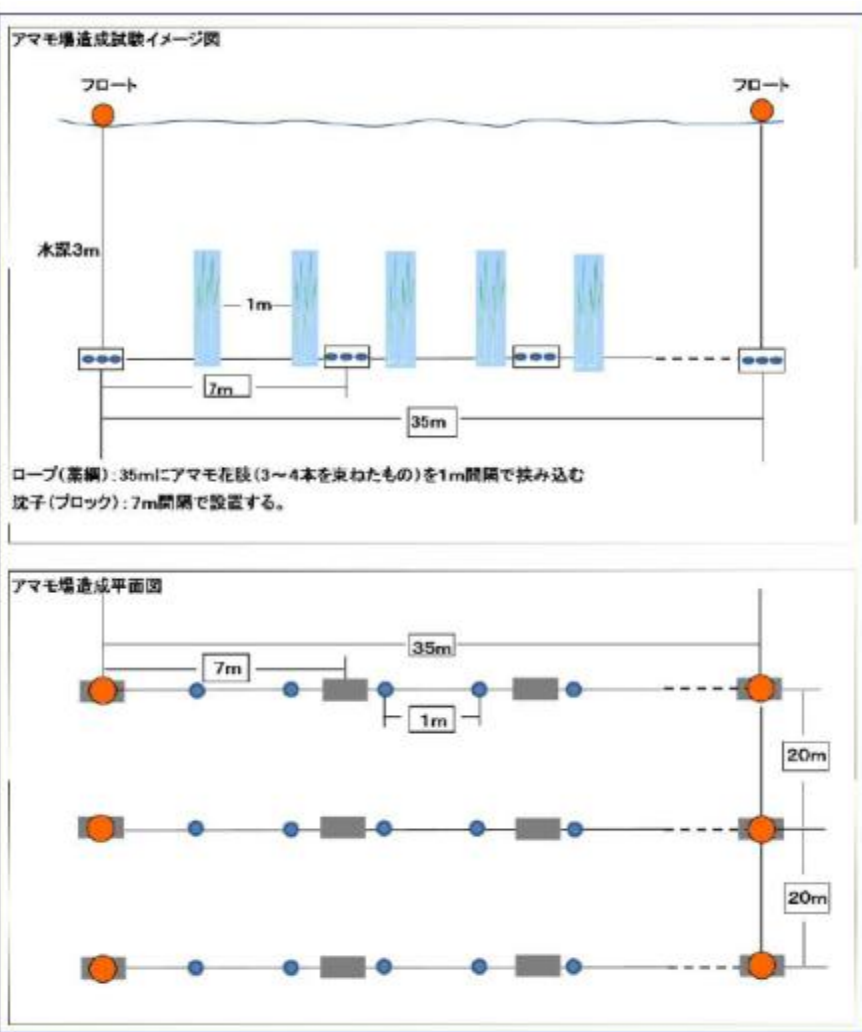 アマモ場造成試験イメージ図
フロート
フロート
水深3m
1m
7m
35m
ロープ(藁綱):35mにアマモ花枝(3～4本を束ねたもの)を1m間隔で挟み込む
沈子(ブロック):7m間隔で設置する。
アマモ場造成平面図
35m
7m
1m
20m
20m